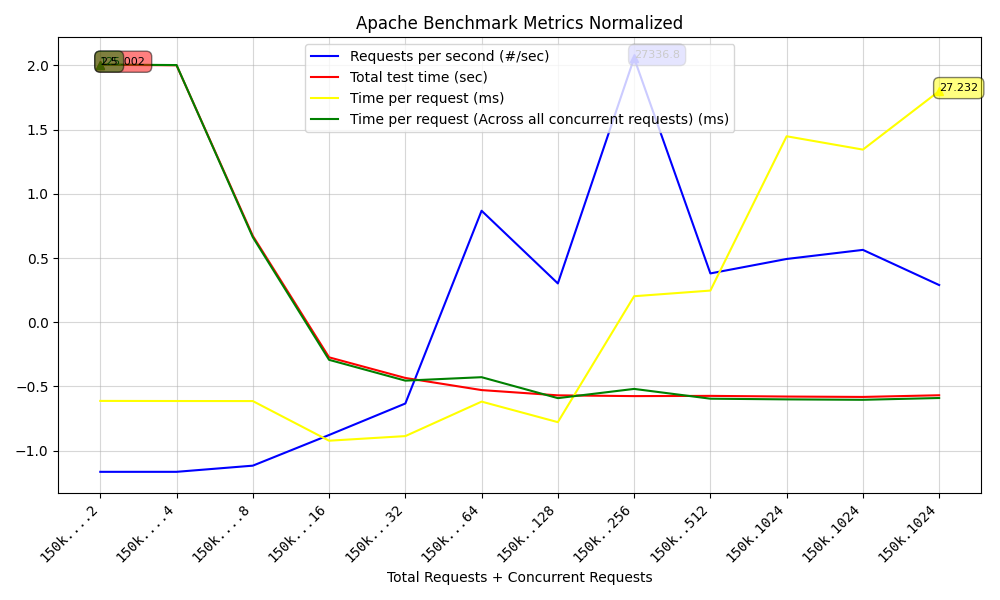 Apache Benchmark Metrics Normalized
Requests per second (#/sec)
Total test time (sec)
Time per request (ms)
Time per request (Across all concurrent requests) (ms)
27336.8
27.232
2.0
1.5
1.0
0.5
0.0
−0.5
−1.0
150k....2
150k....4
150k....8
150k...16
150k...32
150k...64
150k..128
150k..256
150k..512
150k.1024
150k.1024
150k.1024
Total Requests + Concurrent Requests